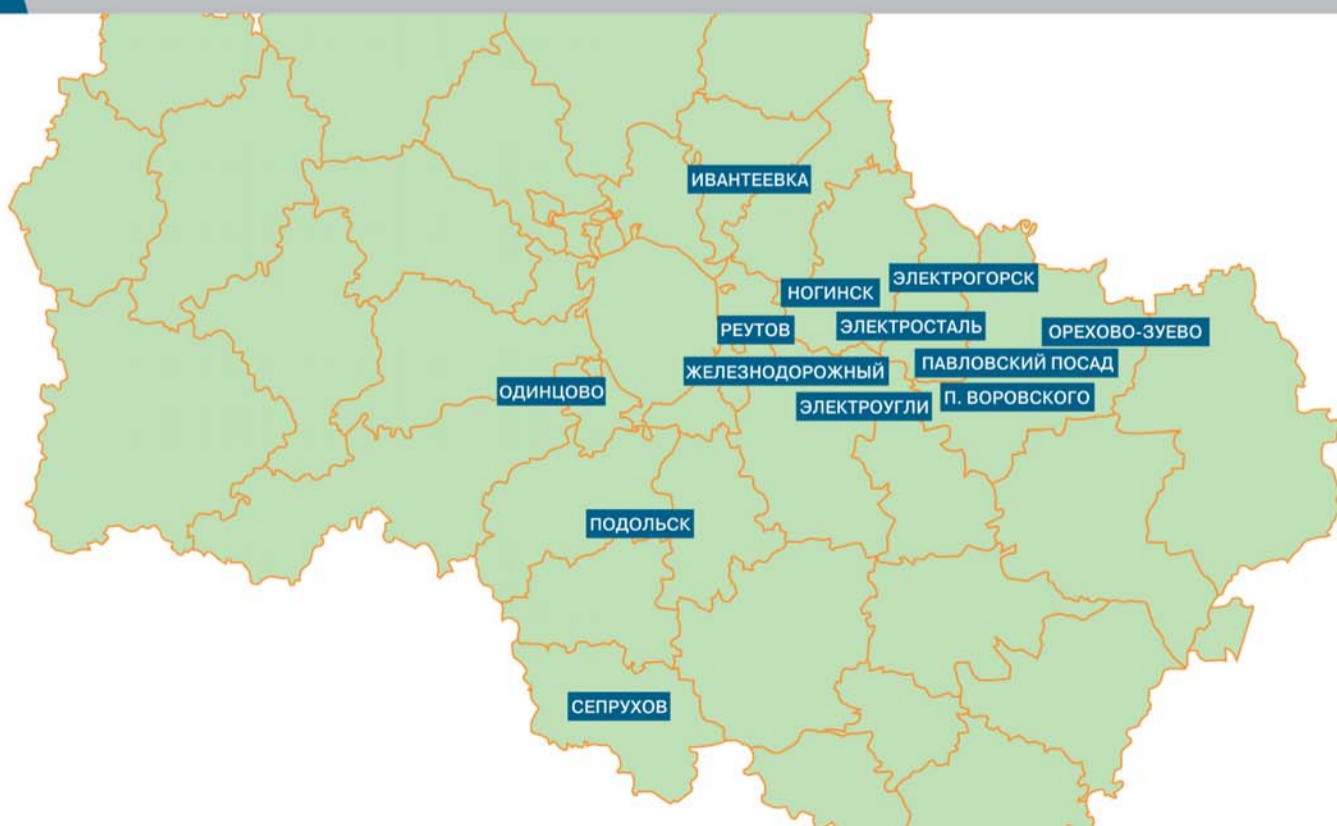 ИВАНТЕЕВКА
ЭЛЕКТРОГОРСК
НОГИНСК
РЕУТОВ
ЭЛЕКТРОСТАЛЬ
ОРЕХОВО-ЗУЕВО
ЖЕЛЕЗНОДОРОЖНЫЙ
ПАВЛОВСКИЙ ПОСАД
ОДИНЦОВО
ЭЛЕКТРОУГЛИ
П. ВОРОВСКОГО
ПОДОЛЬСК
СЕПРУХОВ